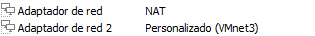 Adaptador de red NAT
Adaptador de red 2 Personalizado (VMnet3)